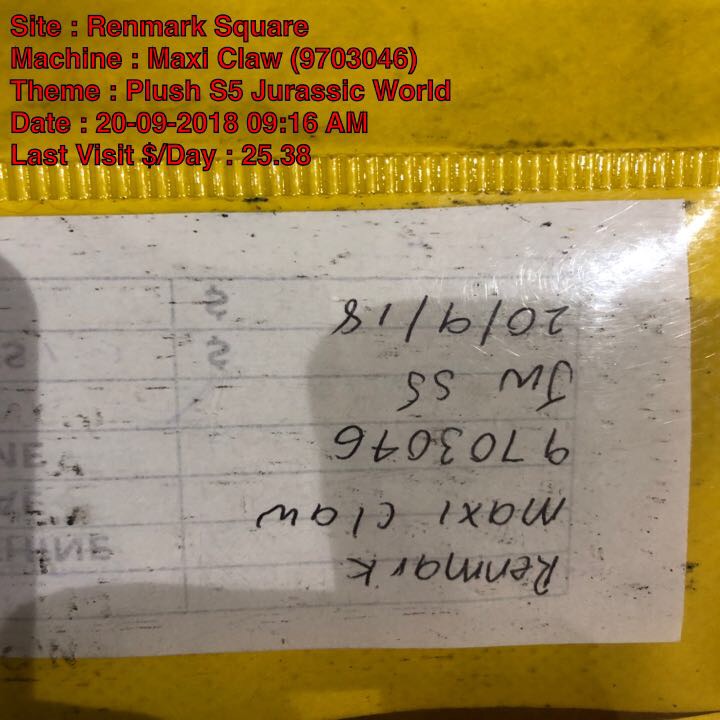 Site : Renmark Square
Machine : Maxi Claw (9703046)
Theme : Plush S5 Jurassic World
Date : 20-09-2018 09:16 AM
Last Visit $/Day : 25.38
Renmark
maxi claw
9703046
JW S5
20/9/18